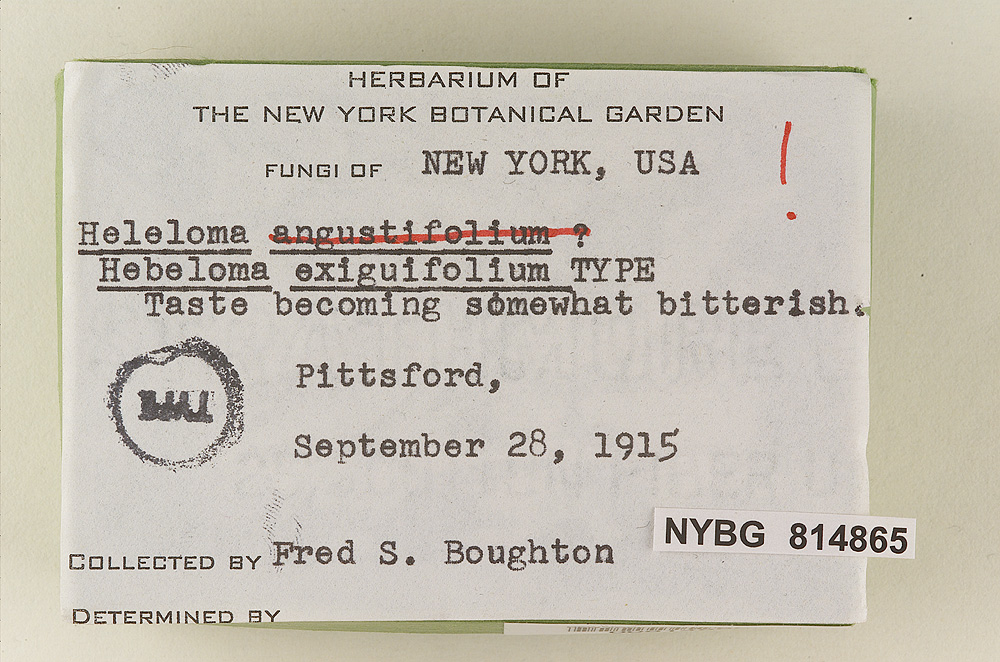 HERBARIUM OF
THE NEW YORK BOTANICAL GARDEN
FUNGI OF NEW YORK, USA
!
Heleloma angustifolium ?
Hebeloma exiguifolium TYPE
Taste becoming somewhat bitterish.
Pittsford,
September 28, 1915
NYBG 814865
COLLECTED BY Fred S. Boughton
DETERMINED BY